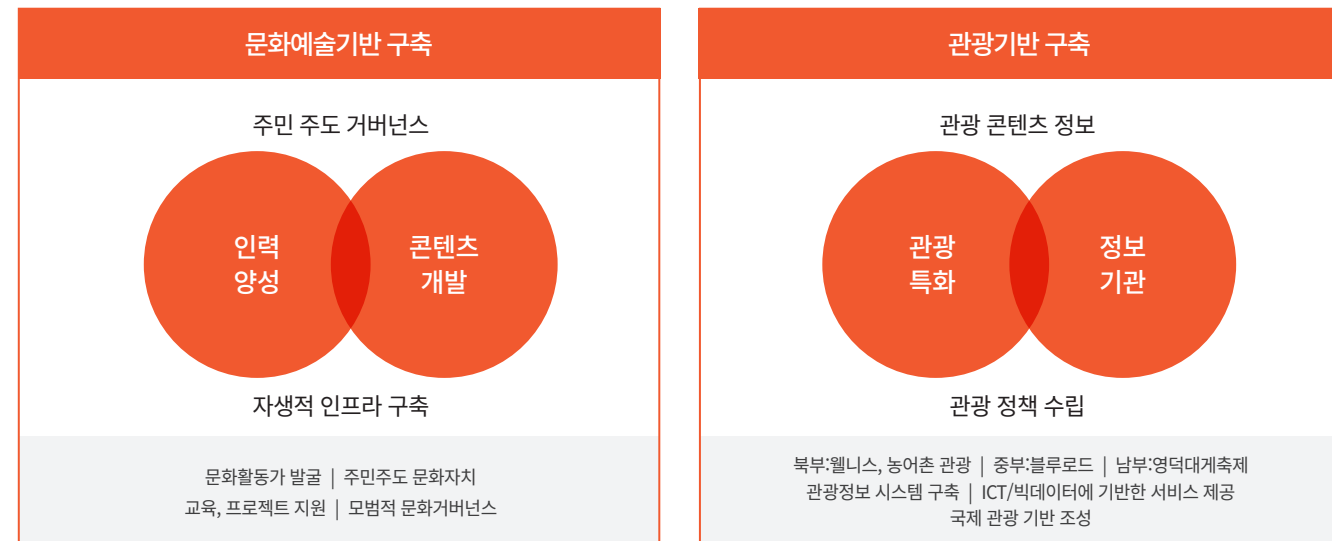 문화예술기반 구축
주민 주도 거버넌스
인력
양성
콘텐츠
개발
자생적 인프라 구축
문화활동가 발굴 | 주민주도 문화자치
교육, 프로젝트 지원 | 모범적 문화거버넌스
관광기반 구축
관광 콘텐츠 정보
관광
특화
정보
기관
관광 정책 수립
북부:웰니스, 농어촌 관광 | 중부:블루로드 | 남부:영덕대게축제
관광정보 시스템 구축 | ICT/빅데이터에 기반한 서비스 제공
국제 관광 기반 조성